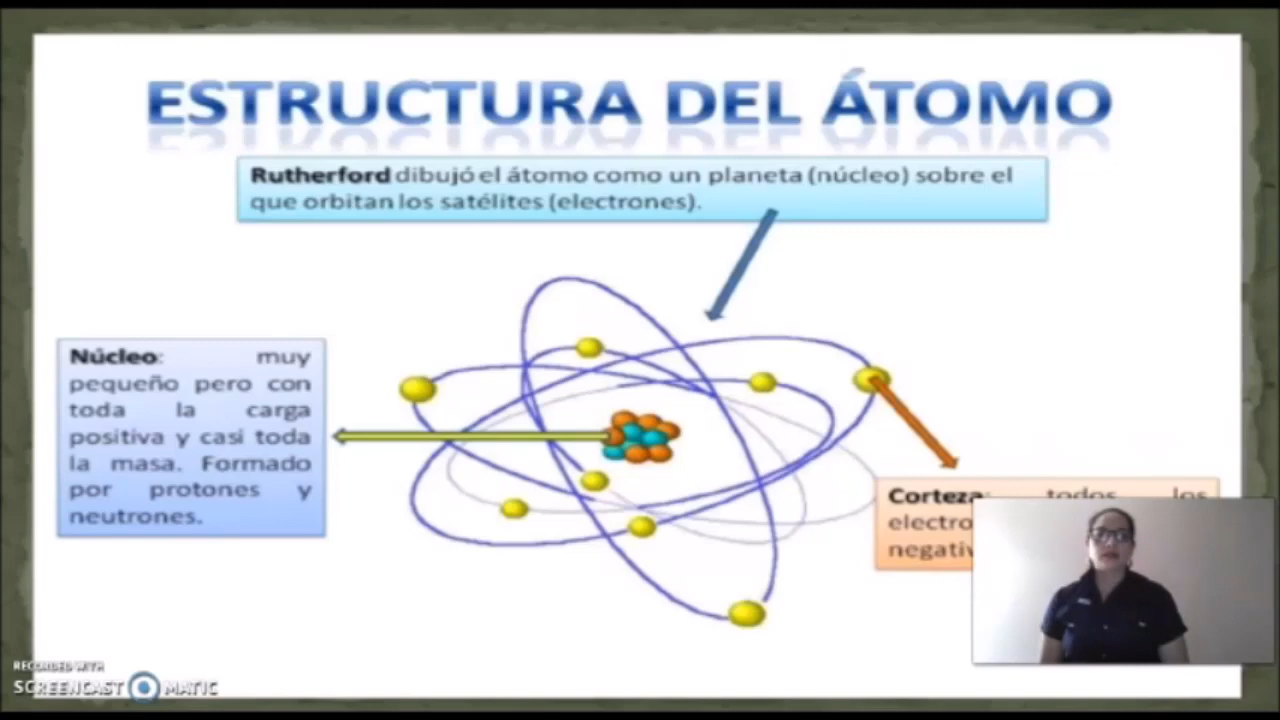 ESTRUCTURA DEL ÁTOMO
Rutherford dibujó el átomo como un planeta (núcleo) sobre el
que orbitan los satélites (electrones).
Núcleo: muy
pequeño pero con
toda la carga
positiva y casi toda
la masa. Formado
por protones y
neutrones.
Corteza: todos los
RECORDED WITH
SCREENCAST MATIC